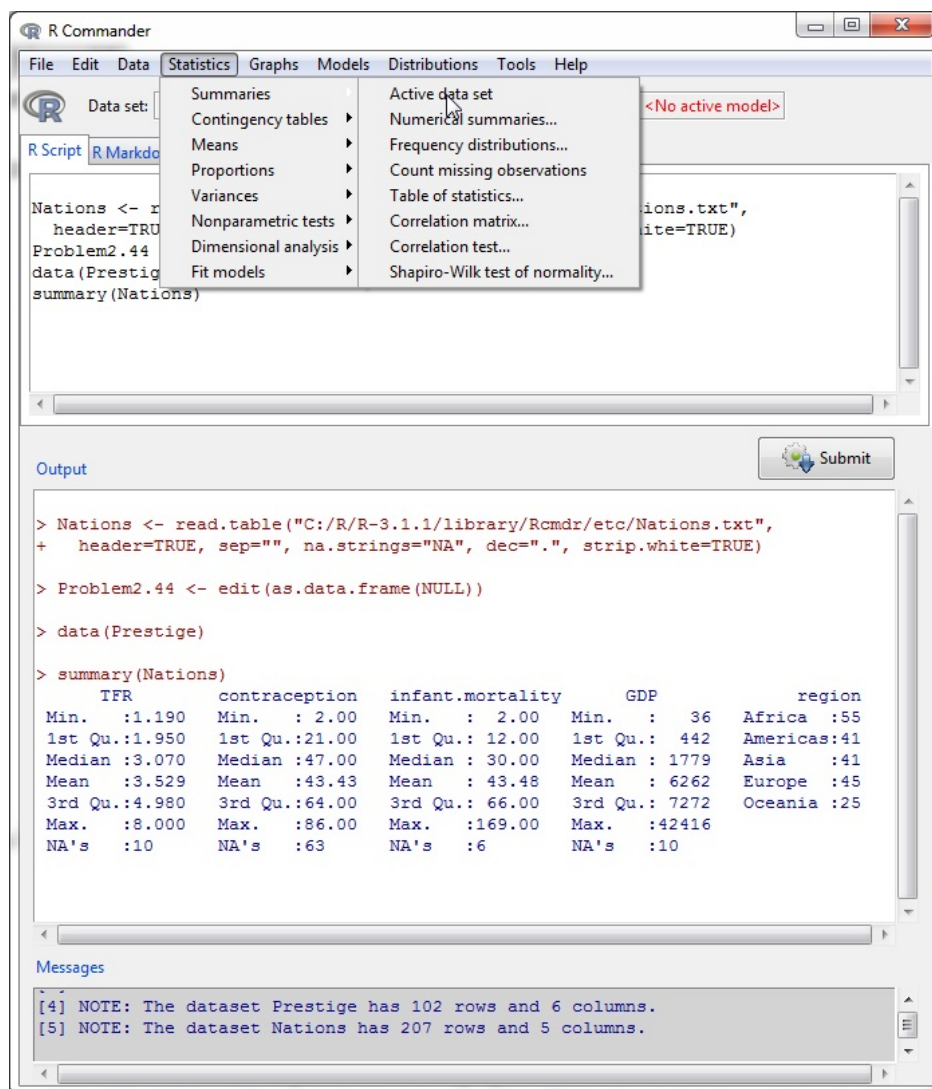 R Commander
File Edit Data Statistics Graphs Models Distributions Tools Help
Data set: <No active model>
Summaries
Contingency tables
Means
Proportions
Variances
Nonparametric tests
Dimensional analysis
Fit models
Active data set
Numerical summaries...
Frequency distributions...
Count missing observations
Table of statistics...
Correlation matrix...
Correlation test...
Shapiro-Wilk test of normality...
R Script R Markdo
Nations <- r ions.txt",
header=TRU ite=TRUE)
Problem2.44
data(Prestig
summary(Nations)
Submit
Output
> Nations <- read.table("C:/R/R-3.1.1/library/Rcmdr/etc/Nations.txt",
+   header=TRUE, sep="", na.strings="NA", dec=".", strip.white=TRUE)
> Problem2.44 <- edit(as.data.frame(NULL))
> data(Prestige)
> summary(Nations)
TFR contraception infant.mortality GDP region
Min.   :1.190 Min.   : 2.00 Min.   :  2.00 Min.   :   36 Africa  :55
1st Qu.:1.950 1st Qu.:21.00 1st Qu.: 12.00 1st Qu.:  442 Americas:41
Median :3.070 Median :47.00 Median : 30.00 Median : 1779 Asia    :41
Mean   :3.529 Mean   :43.43 Mean   : 43.48 Mean   : 6262 Europe  :45
3rd Qu.:4.980 3rd Qu.:64.00 3rd Qu.: 66.00 3rd Qu.: 7272 Oceania :25
Max.   :8.000 Max.   :86.00 Max.   :169.00 Max.   :42416
NA's   :10 NA's   :63 NA's   :6 NA's   :10
Messages
[4] NOTE: The dataset Prestige has 102 rows and 6 columns.
[5] NOTE: The dataset Nations has 207 rows and 5 columns.